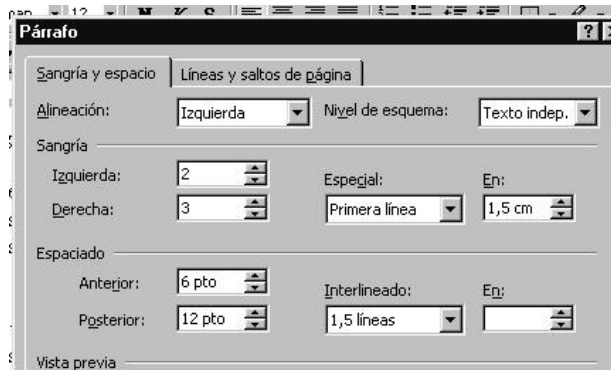 12 N K S
Párrafo ?
Sangría y espacio Líneas y saltos de página
Alineación: Izquierda Nivel de esquema: Texto indep.
Sangría
Izquierda: 2 Especial: En:
Derecha: 3 Primera línea 1,5 cm
Espaciado
Anterior: 6 pto Interlineado: En:
Posterior: 12 pto 1,5 líneas
Vista previa